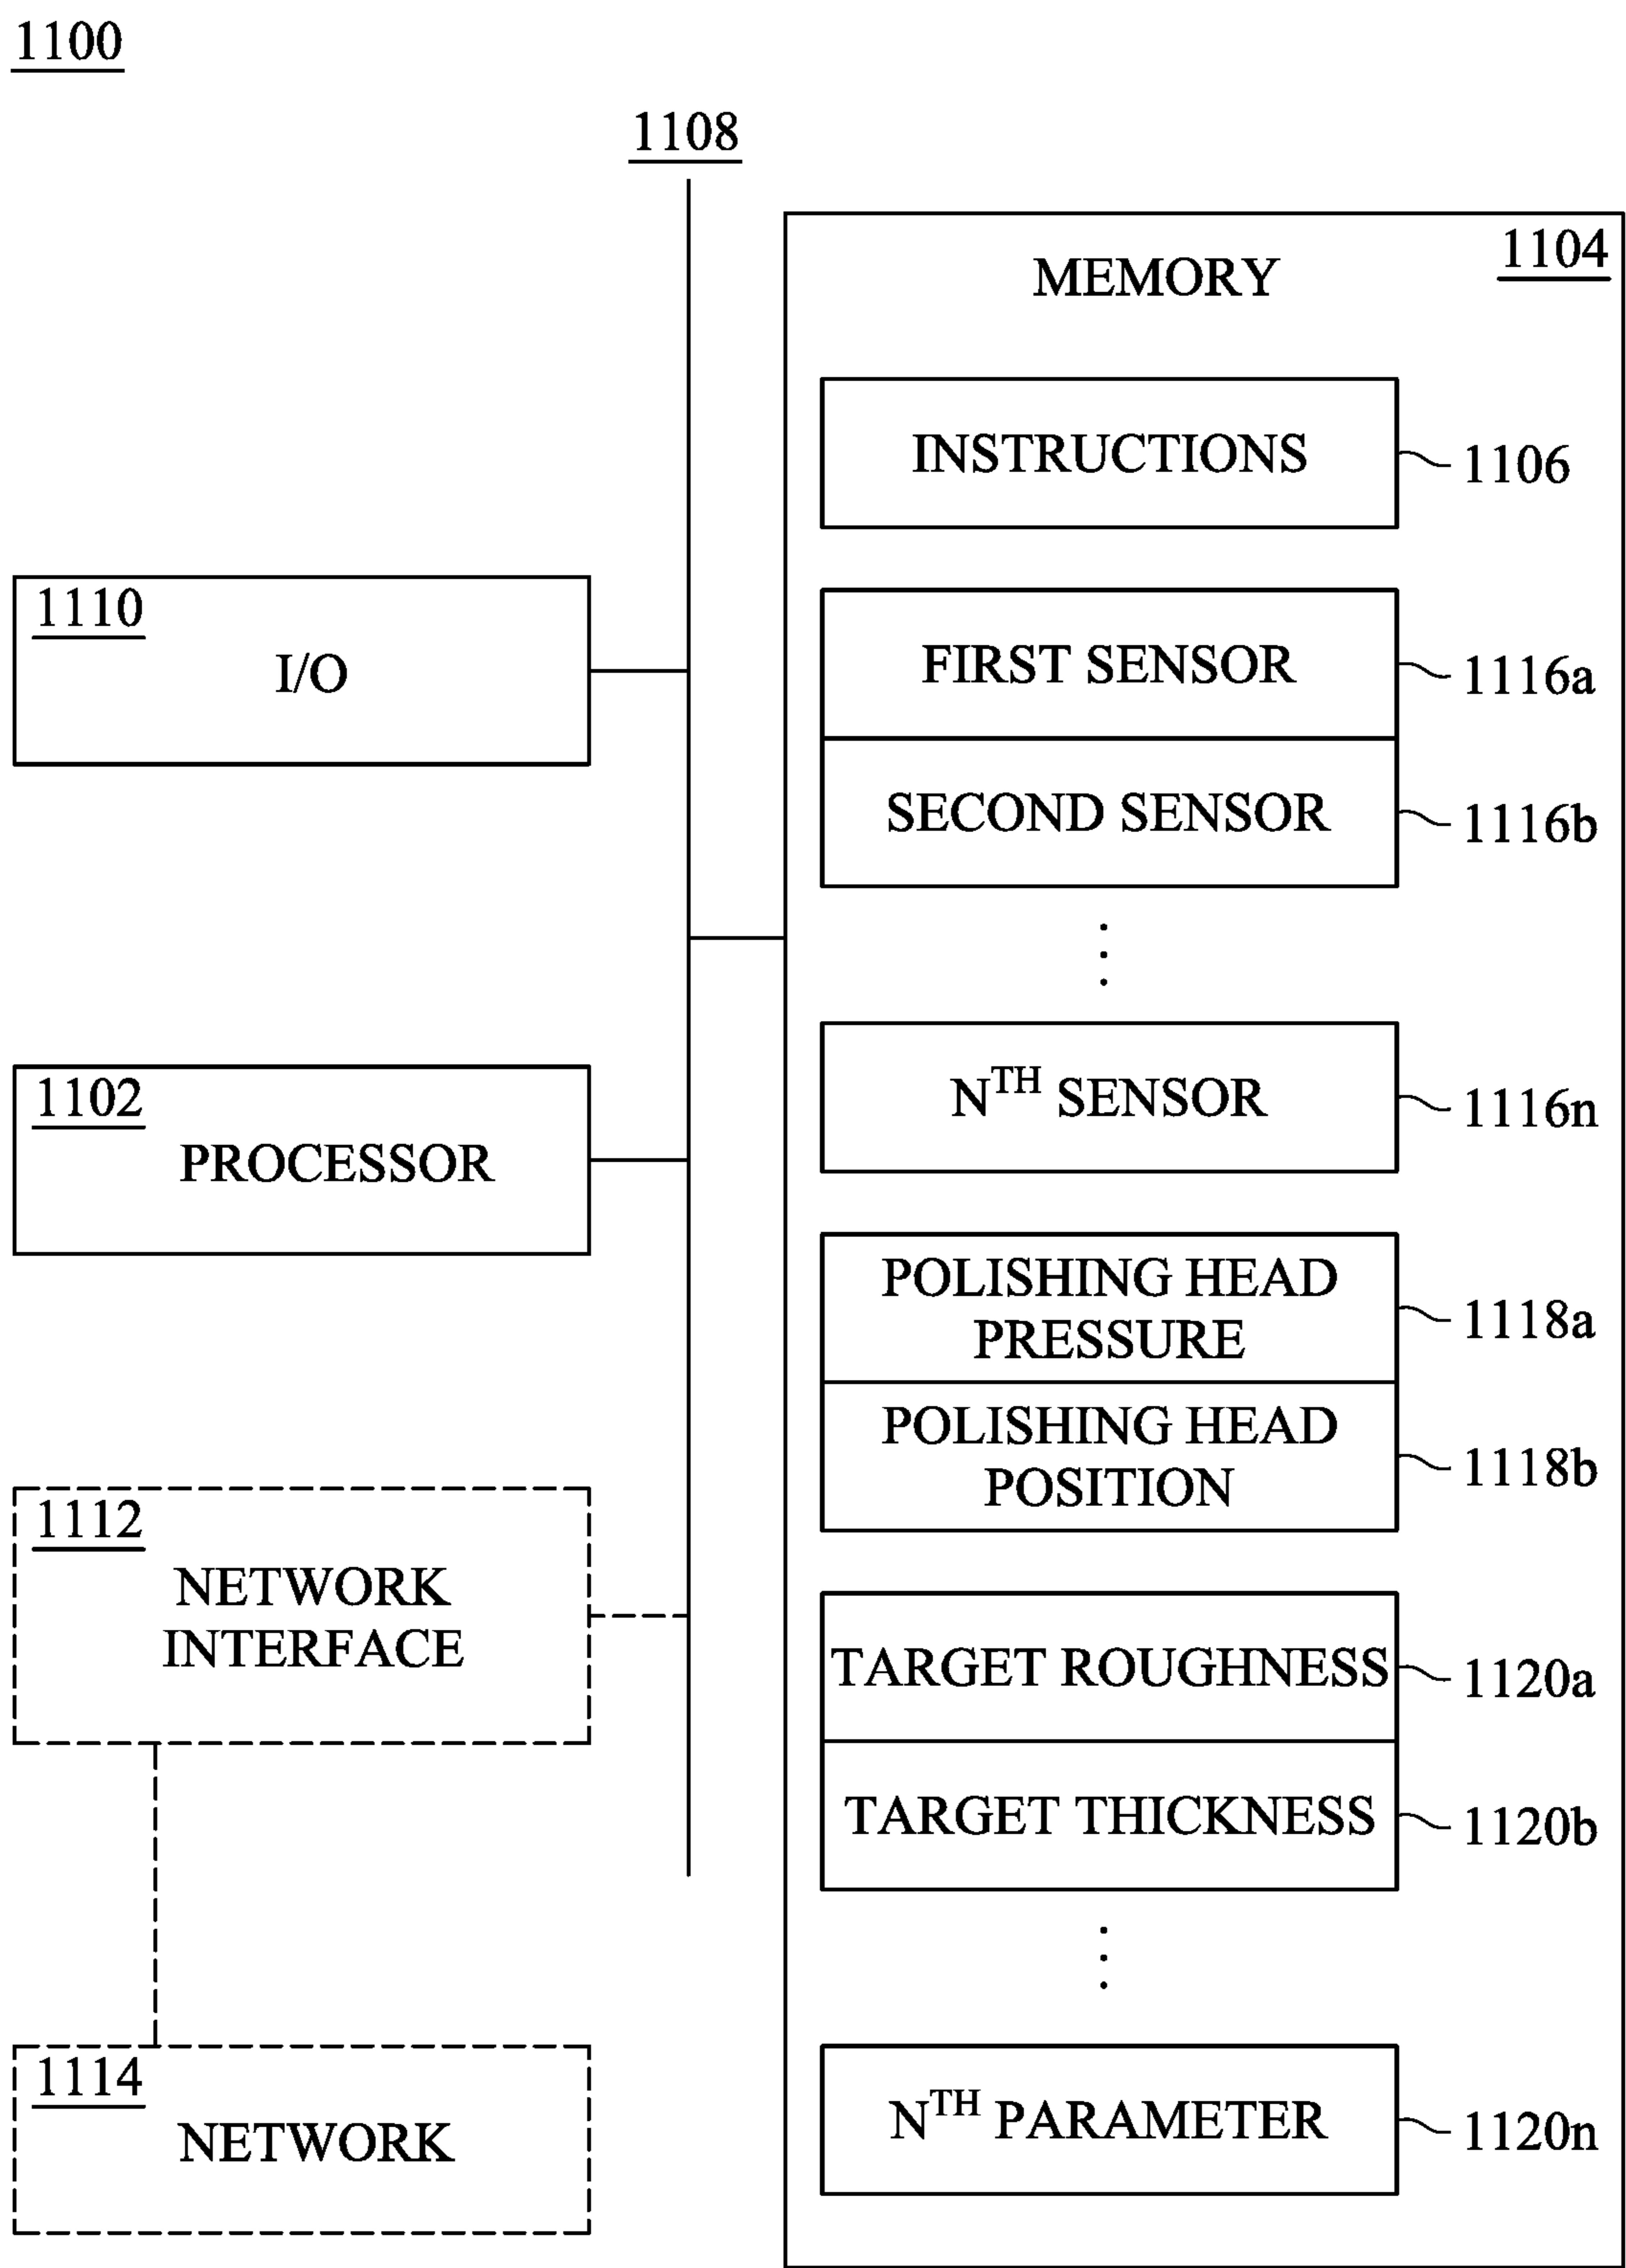 1100
1108
1104
MEMORY
INSTRUCTIONS
1106
1110
I/O
FIRST SENSOR
1116a
SECOND SENSOR
1116b
NTH SENSOR
1116n
1102
PROCESSOR
POLISHING HEAD
PRESSURE
1118a
POLISHING HEAD
POSITION
1118b
1112
NETWORK
INTERFACE
TARGET ROUGHNESS
1120a
TARGET THICKNESS
1120b
1114
NETWORK
NTH PARAMETER
1120n